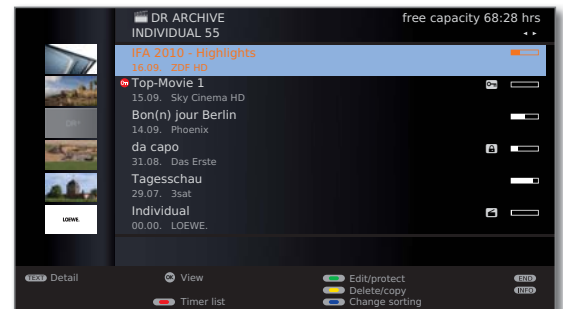 DR ARCHIVE free capacity 68:28 hrs
INDIVIDUAL 55
IFA 2010 - Highlights
16.09. ZDF HD
Top-Movie 1
15.09. Sky Cinema HD
DR+
Bon(n) jour Berlin
14.09. Phoenix
da capo
31.08. Das Erste
Tagesschau
29.07. 3sat
LOEWE.
Individual
00.00. LOEWE.
TEXT Detail OK View Edit/protect END
Delete/copy INFO
Timer list Change sorting